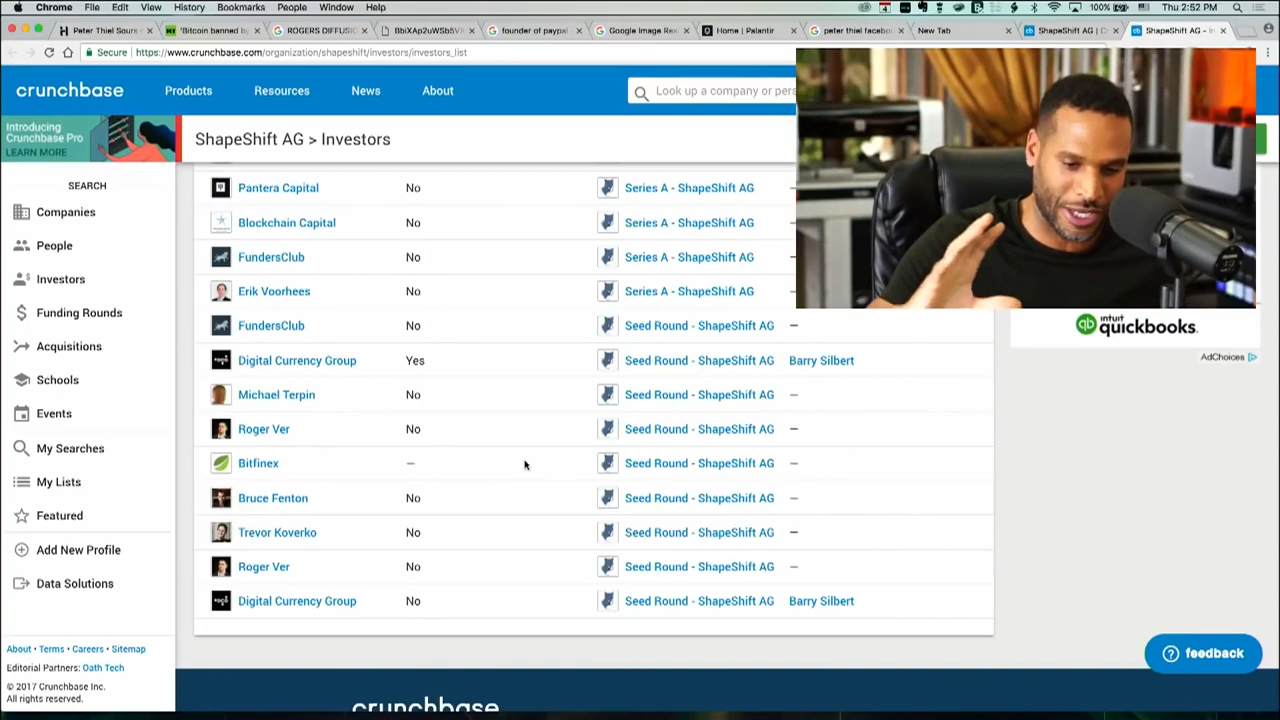 Chrome File Edit View History Bookmarks People Window Help
100% Thu 2:52 PM
Peter Thiel Sours
"Bitcoin banned by
ROGERS DIFFUSIO
BbiXAp2uWSb5VX
founder of paypal
Google Image Res
Home | Palantir
peter thiel facebo
New Tab
ShapeShift AG | C
ShapeShift AG - In
Secure https://www.crunchbase.com/organization/shapeshift/investors/investors_list
crunchbase Products Resources News About Look up a company or pers
Introducing
Crunchbase Pro
LEARN MORE
ShapeShift AG > Investors
SEARCH
Companies
People
Investors
Funding Rounds
Acquisitions
Schools
Events
My Searches
My Lists
Featured
Add New Profile
Data Solutions
About · Terms · Careers · Sitemap
Editorial Partners: Oath Tech
© 2017 Crunchbase Inc.
All rights reserved.
Pantera Capital No Series A - ShapeShift AG –
Blockchain Capital No Series A - ShapeShift AG –
FundersClub No Series A - ShapeShift AG –
Erik Voorhees No Series A - ShapeShift AG –
FundersClub No Seed Round - ShapeShift AG –
Digital Currency Group Yes Seed Round - ShapeShift AG Barry Silbert
Michael Terpin No Seed Round - ShapeShift AG –
Roger Ver No Seed Round - ShapeShift AG –
Bitfinex – Seed Round - ShapeShift AG –
Bruce Fenton No Seed Round - ShapeShift AG –
Trevor Koverko No Seed Round - ShapeShift AG –
Roger Ver No Seed Round - ShapeShift AG –
Digital Currency Group No Seed Round - ShapeShift AG Barry Silbert
intuit
quickbooks.
AdChoices
feedback
crunchbase